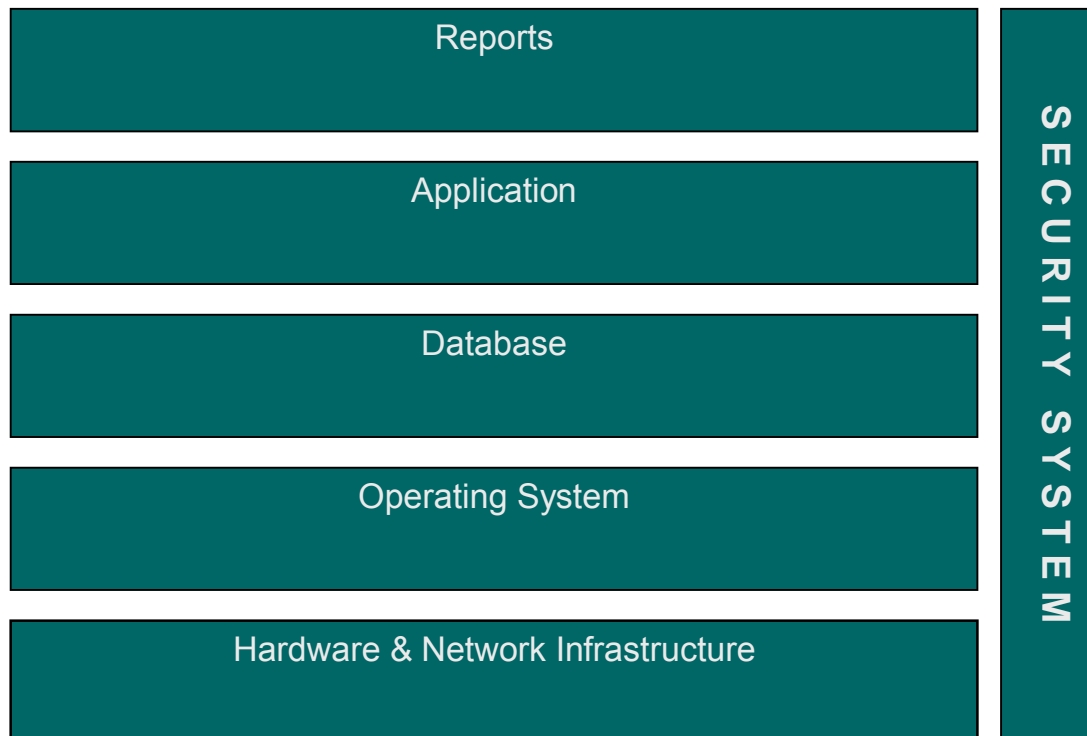 Reports
Application
Database
Operating System
Hardware & Network Infrastructure
SECURITY SYSTEM